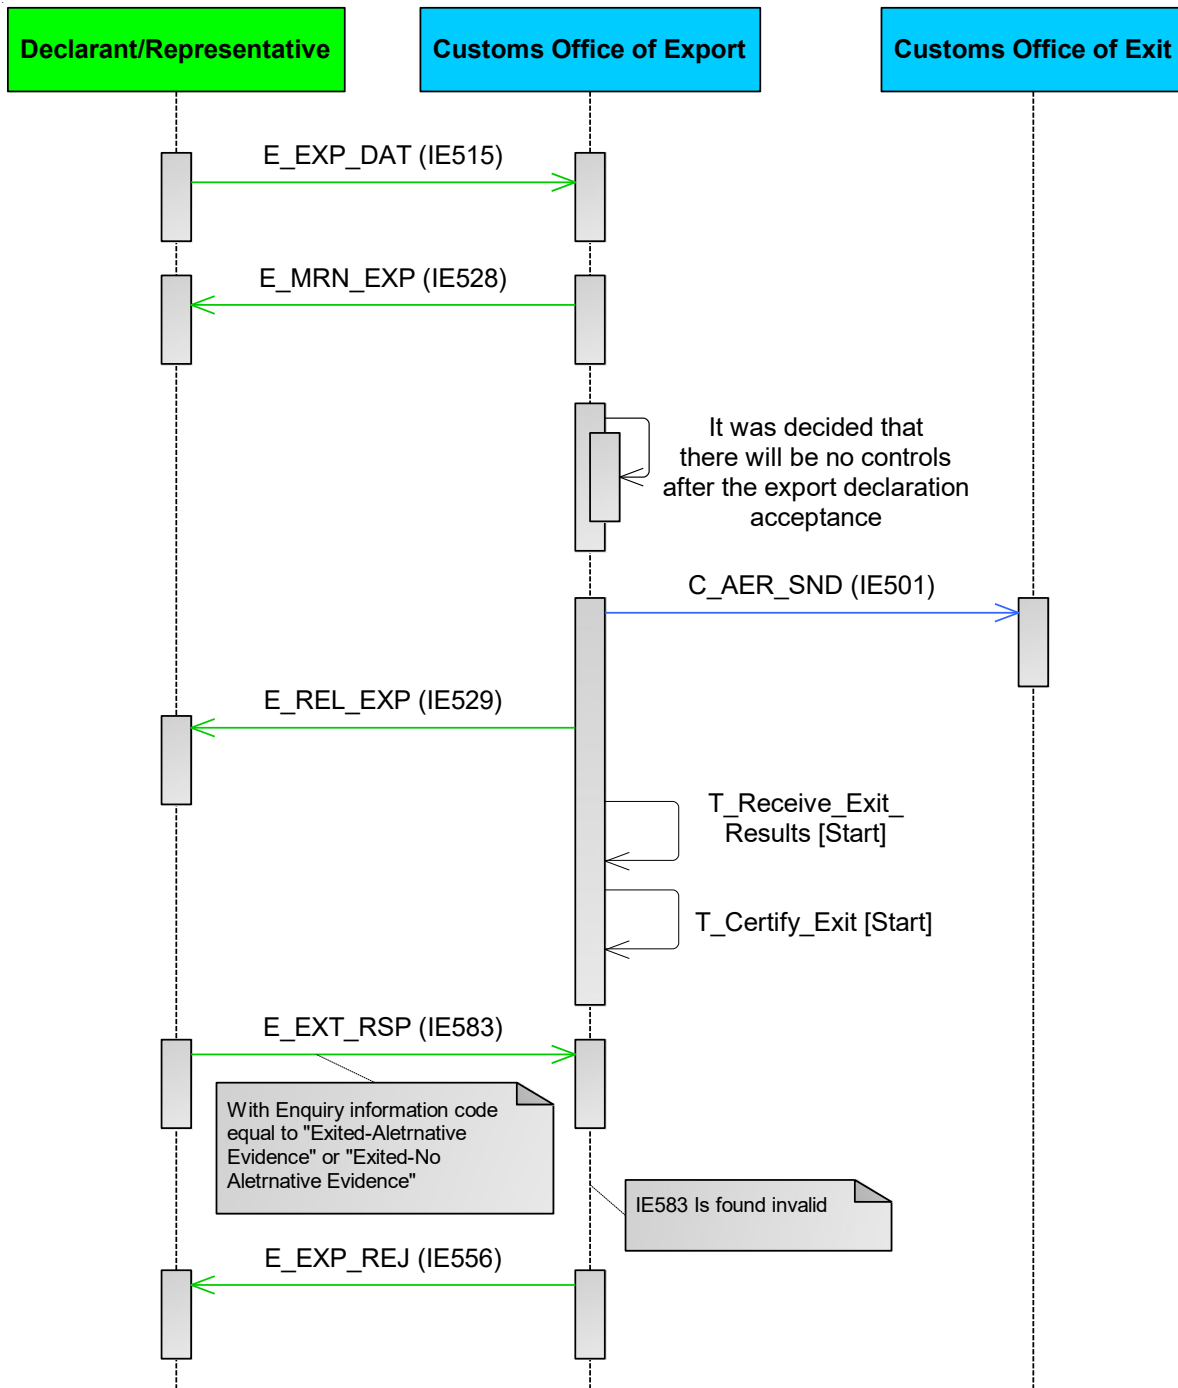 Declarant/Representative
Customs Office of Export
Customs Office of Exit
E_EXP_DAT (IE515)
E_MRN_EXP (IE528)
It was decided that
there will be no controls
after the export declaration
acceptance
C_AER_SND (IE501)
E_REL_EXP (IE529)
T_Receive_Exit_
Results [Start]
T_Certify_Exit [Start]
E_EXT_RSP (IE583)
With Enquiry information code
equal to "Exited-Aletrnative
Evidence" or "Exited-No
Aletrnative Evidence"
IE583 Is found invalid
E_EXP_REJ (IE556)